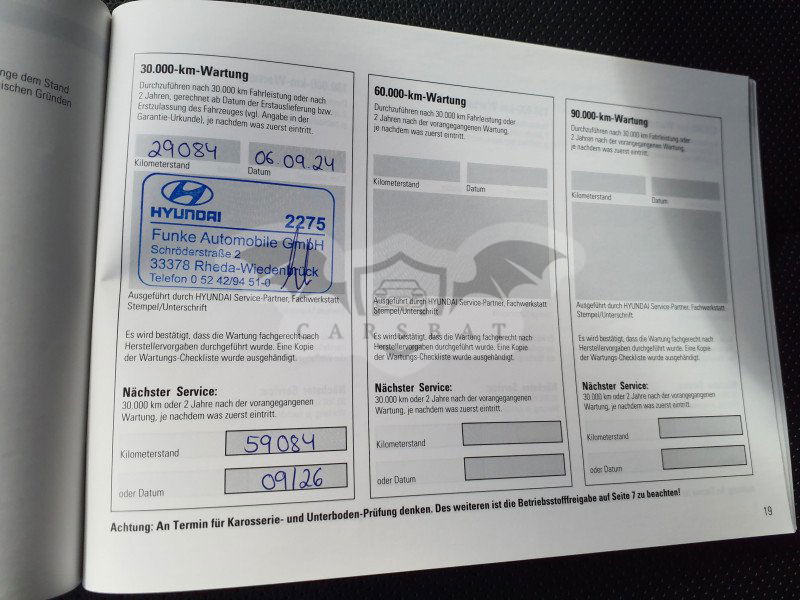 nge dem Stand
ischen Gründen
30.000-km-Wartung
Durchzuführen nach 30.000 km Fahrleistung oder nach
2 Jahren, gerechnet ab Datum der Erstauslieferung bzw.
Erstzulassung des Fahrzeuges (vgl. Angabe in der
Garantie-Urkunde), je nachdem was zuerst eintritt.
29084
06.09.24
Kilometerstand
Datum
HYUNDAI
2275
Funke Automobile GmbH
Schröderstraße 2
33378 Rheda-Wiedenbrück
Telefon 0 52 42/94 51-0
Ausgeführt durch HYUNDAI Service-Partner, Fachwerkstatt
Stempel/Unterschrift
Es wird bestätigt, dass die Wartung fachgerecht nach
Herstellervorgaben durchgeführt wurde. Eine Kopie
der Wartungs-Checkliste wurde ausgehändigt.
Nächster Service:
30.000 km oder 2 Jahre nach der vorangegangenen
Wartung, je nachdem was zuerst eintritt.
Kilometerstand
59084
oder Datum
09/26
60.000-km-Wartung
Durchzuführen nach 30.000 km Fahrleistung oder
2 Jahren nach der vorangegangenen Wartung,
je nachdem was zuerst eintritt.
Kilometerstand
Datum
Ausgeführt durch HYUNDAI Service-Partner, Fachwerkstatt
Stempel/Unterschrift
Es wird bestätigt, dass die Wartung fachgerecht nach
Herstellervorgaben durchgeführt wurde. Eine Kopie
der Wartungs-Checkliste wurde ausgehändigt.
Nächster Service:
30.000 km oder 2 Jahre nach der vorangegangenen
Wartung, je nachdem was zuerst eintritt.
Kilometerstand
oder Datum
90.000-km-Wartung
Durchzuführen nach 30.000 km Fahrleistung oder
2 Jahren nach der vorangegangenen Wartung,
je nachdem was zuerst eintritt.
Kilometerstand
Datum
Ausgeführt durch HYUNDAI Service-Partner, Fachwerkstatt
Stempel/Unterschrift
Es wird bestätigt, dass die Wartung fachgerecht nach
Herstellervorgaben durchgeführt wurde. Eine Kopie
der Wartungs-Checkliste wurde ausgehändigt.
Nächster Service:
30.000 km oder 2 Jahre nach der vorangegangenen
Wartung, je nachdem was zuerst eintritt.
Kilometerstand
oder Datum
Achtung: An Termin für Karosserie- und Unterboden-Prüfung denken. Des weiteren ist die Betriebsstofffreigabe auf Seite 7 zu beachten!
19
CARSBAT